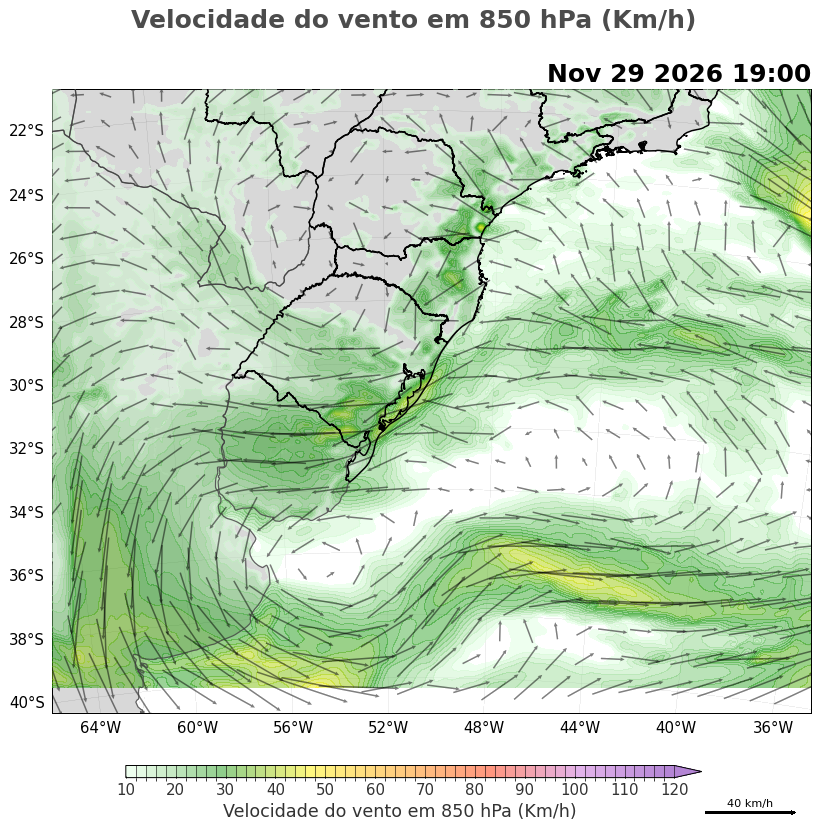 Velocidade do vento em 850 hPa (Km/h)
Nov 29 2026 19:00
22°S
24°S
26°S
28°S
30°S
32°S
34°S
36°S
38°S
40°S
64°W 60°W 56°W 52°W 48°W 44°W 40°W 36°W
10 20 30 40 50 60 70 80 90 100 110 120
Velocidade do vento em 850 hPa (Km/h)
40 km/h